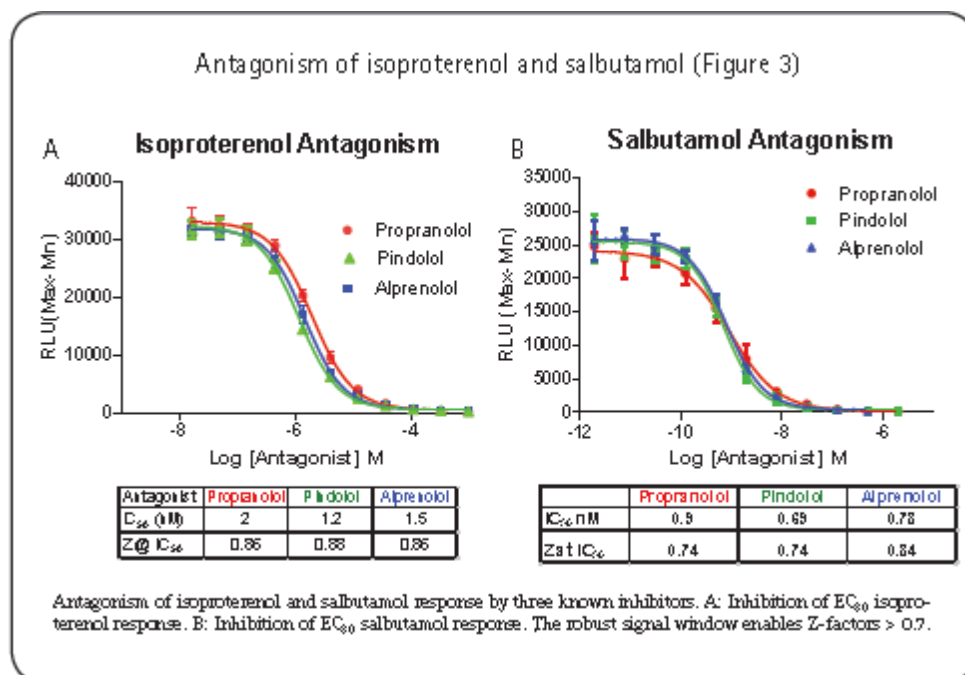 Antagonism of isoproterenol and salbutamol (Figure 3)
A
Isoproterenol Antagonism
40000
30000
20000
10000
0
RLU(Max- Mn)
-8
-6
-4
Log [Antagonist] M
Propranolol
Pindolol
Alprenolol
B
Salbutamol Antagonism
35000
30000
25000
20000
15000
10000
5000
0
RLU ( Max- Mn)
-12
-10
-8
-6
Log [Antagonist] M
Propranolol
Pindolol
Alprenolol
Antagonist Propranolol Pindolol Alprenolol
2 1.2 1.5
Z@ IC50 0.86 0.88 0.86
Propranolol Pindolol Alprenolol
IC50 nM 0.9 0.69 0.78
Z at IC50 0.74 0.74 0.84
Antagonism of isoproterenol and salbutamol response by three known inhibitors. A: Inhibition of EC80 isopro-
terenol response. B: Inhibition of EC80 salbutamol response. The robust signal window enables Z-factors > 0.7.